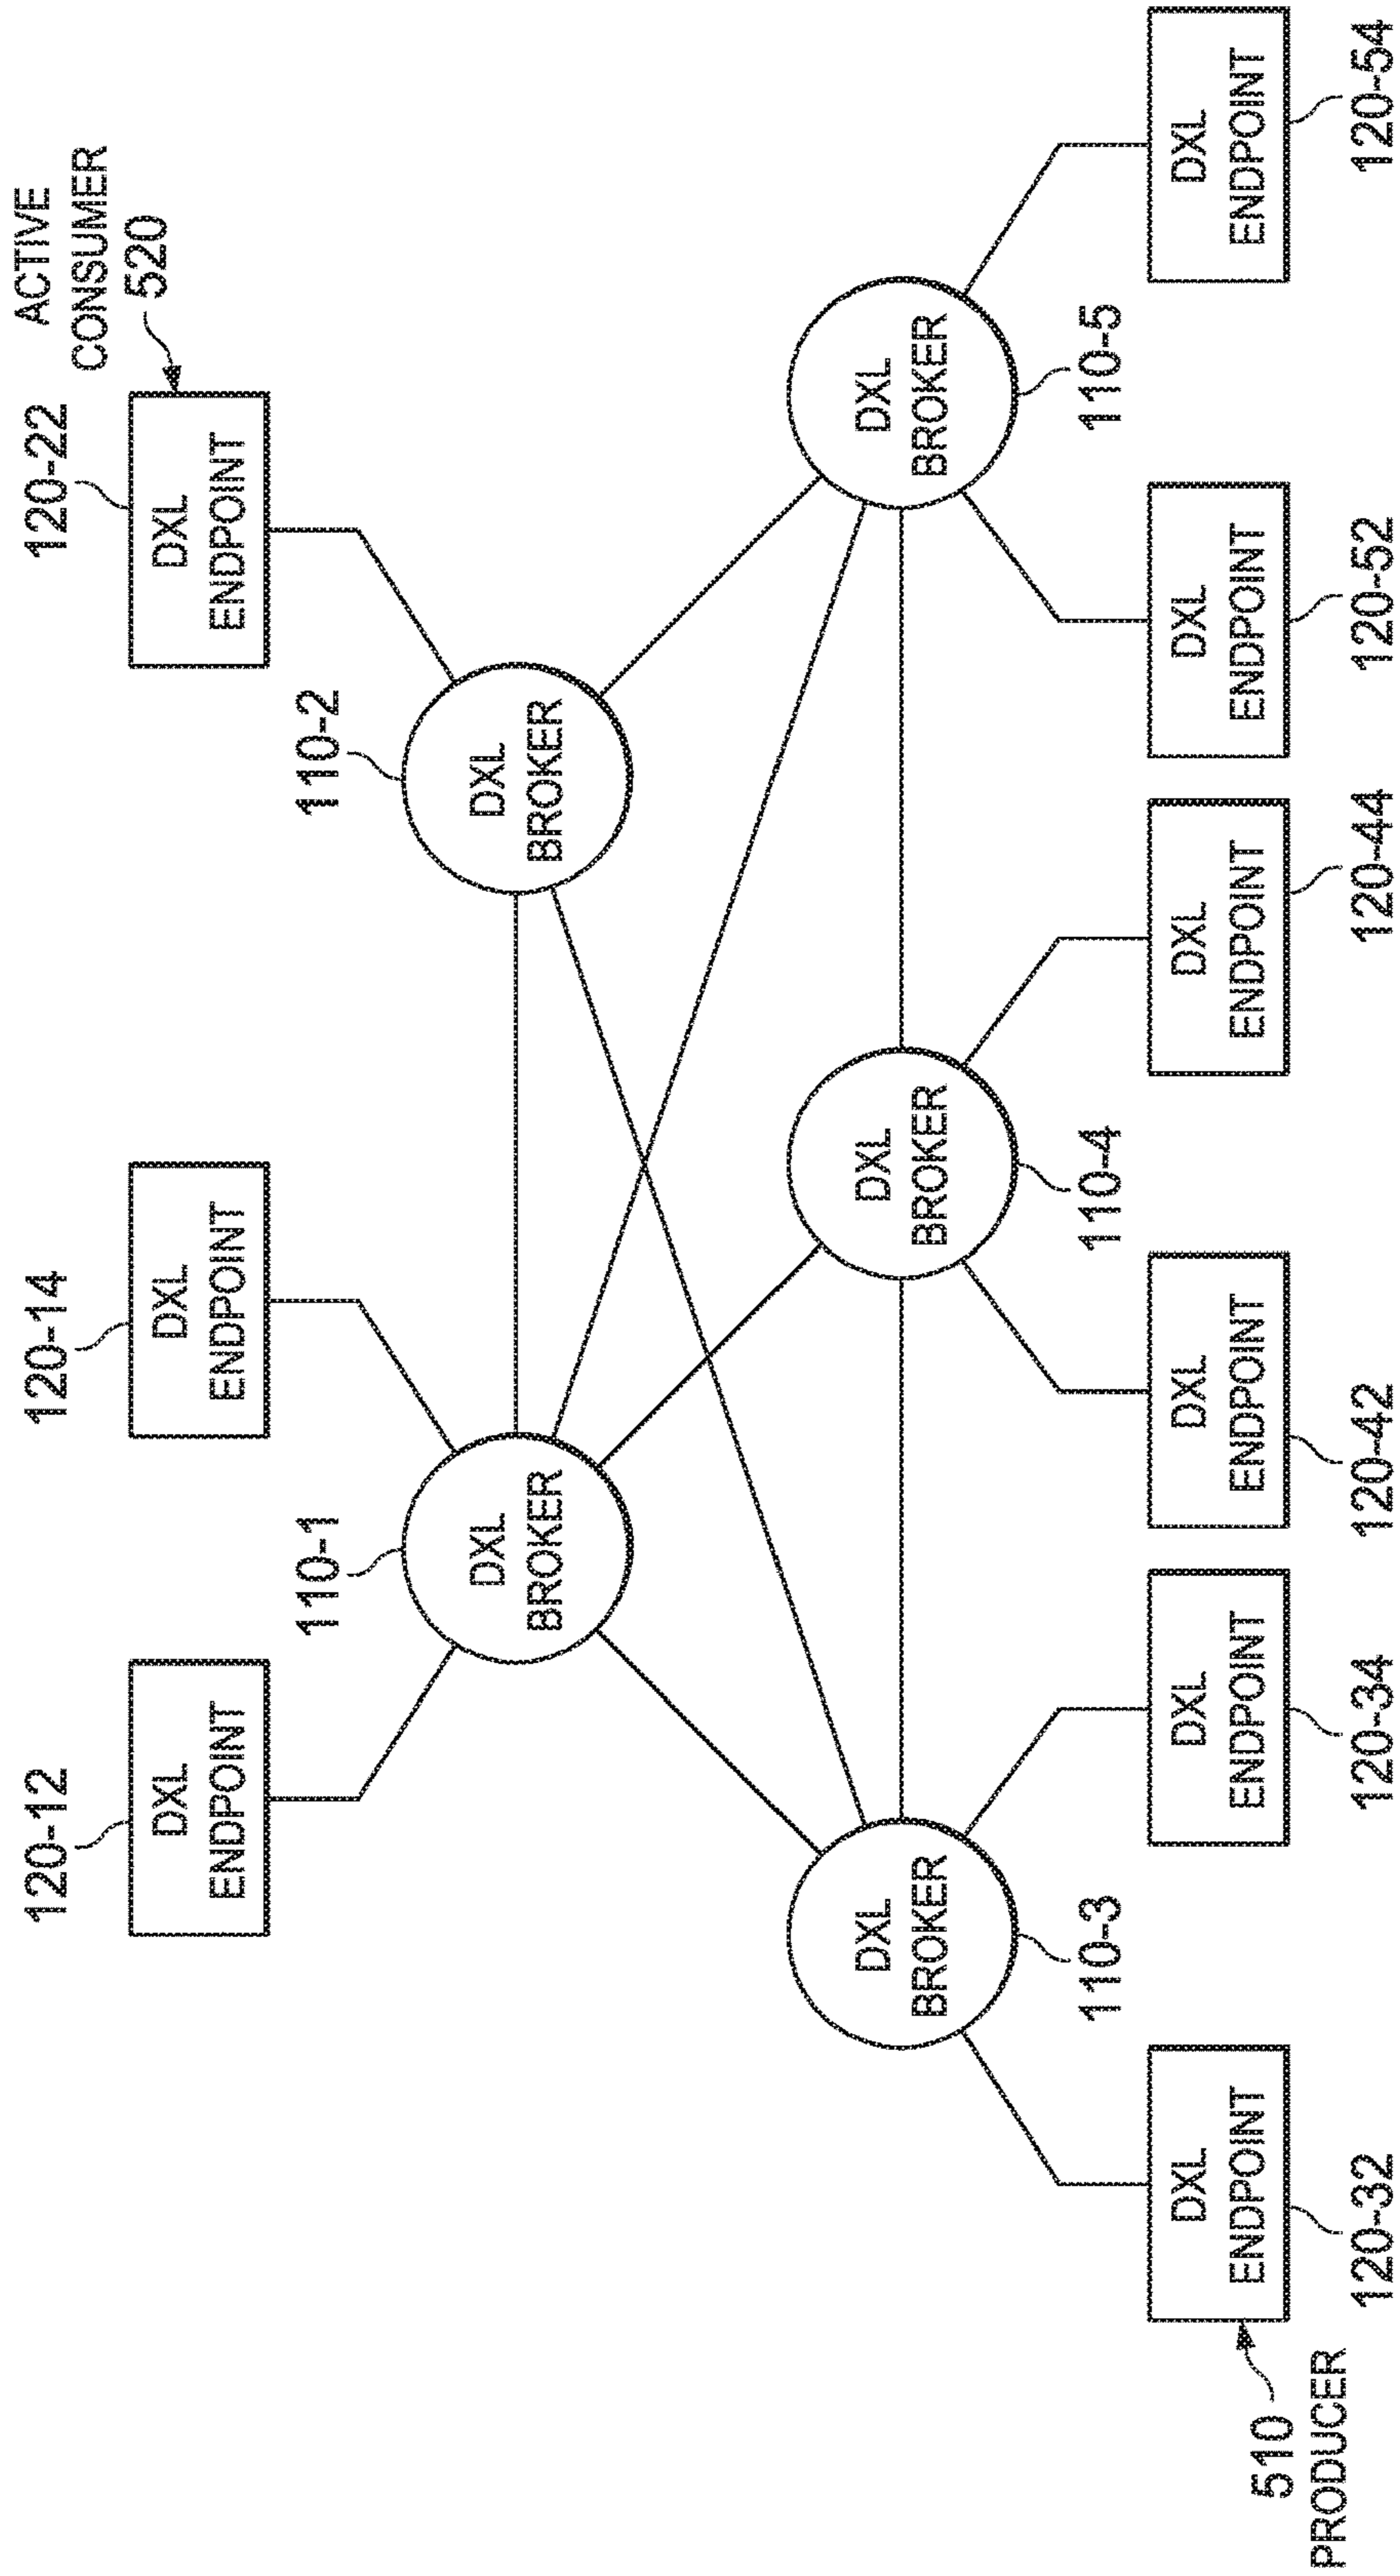 ACTIVE
CONSUMER
520
120-12
120-14
120-22
DXL
ENDPOINT
DXL
ENDPOINT
DXL
ENDPOINT
110-1
110-2
DXL
BROKER
DXL
BROKER
DXL
BROKER
DXL
BROKER
DXL
BROKER
110-3
110-4
110-5
DXL
ENDPOINT
DXL
ENDPOINT
DXL
ENDPOINT
DXL
ENDPOINT
DXL
ENDPOINT
DXL
ENDPOINT
510
PRODUCER
120-32
120-34
120-42
120-44
120-52
120-54